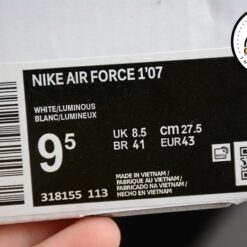 NIKE AIR FORCE 1'07
WHITE/LUMINOUS
BLANC/LUMINEUX
9 5
UK 8.5 cm 27.5
BR 41 EUR 43
318155 113
MADE IN VIETNAM /
FABRIQUÉ AU VIETNAM /
FABRICADO NA VIETNAM /
HECHO EN VIETNAM